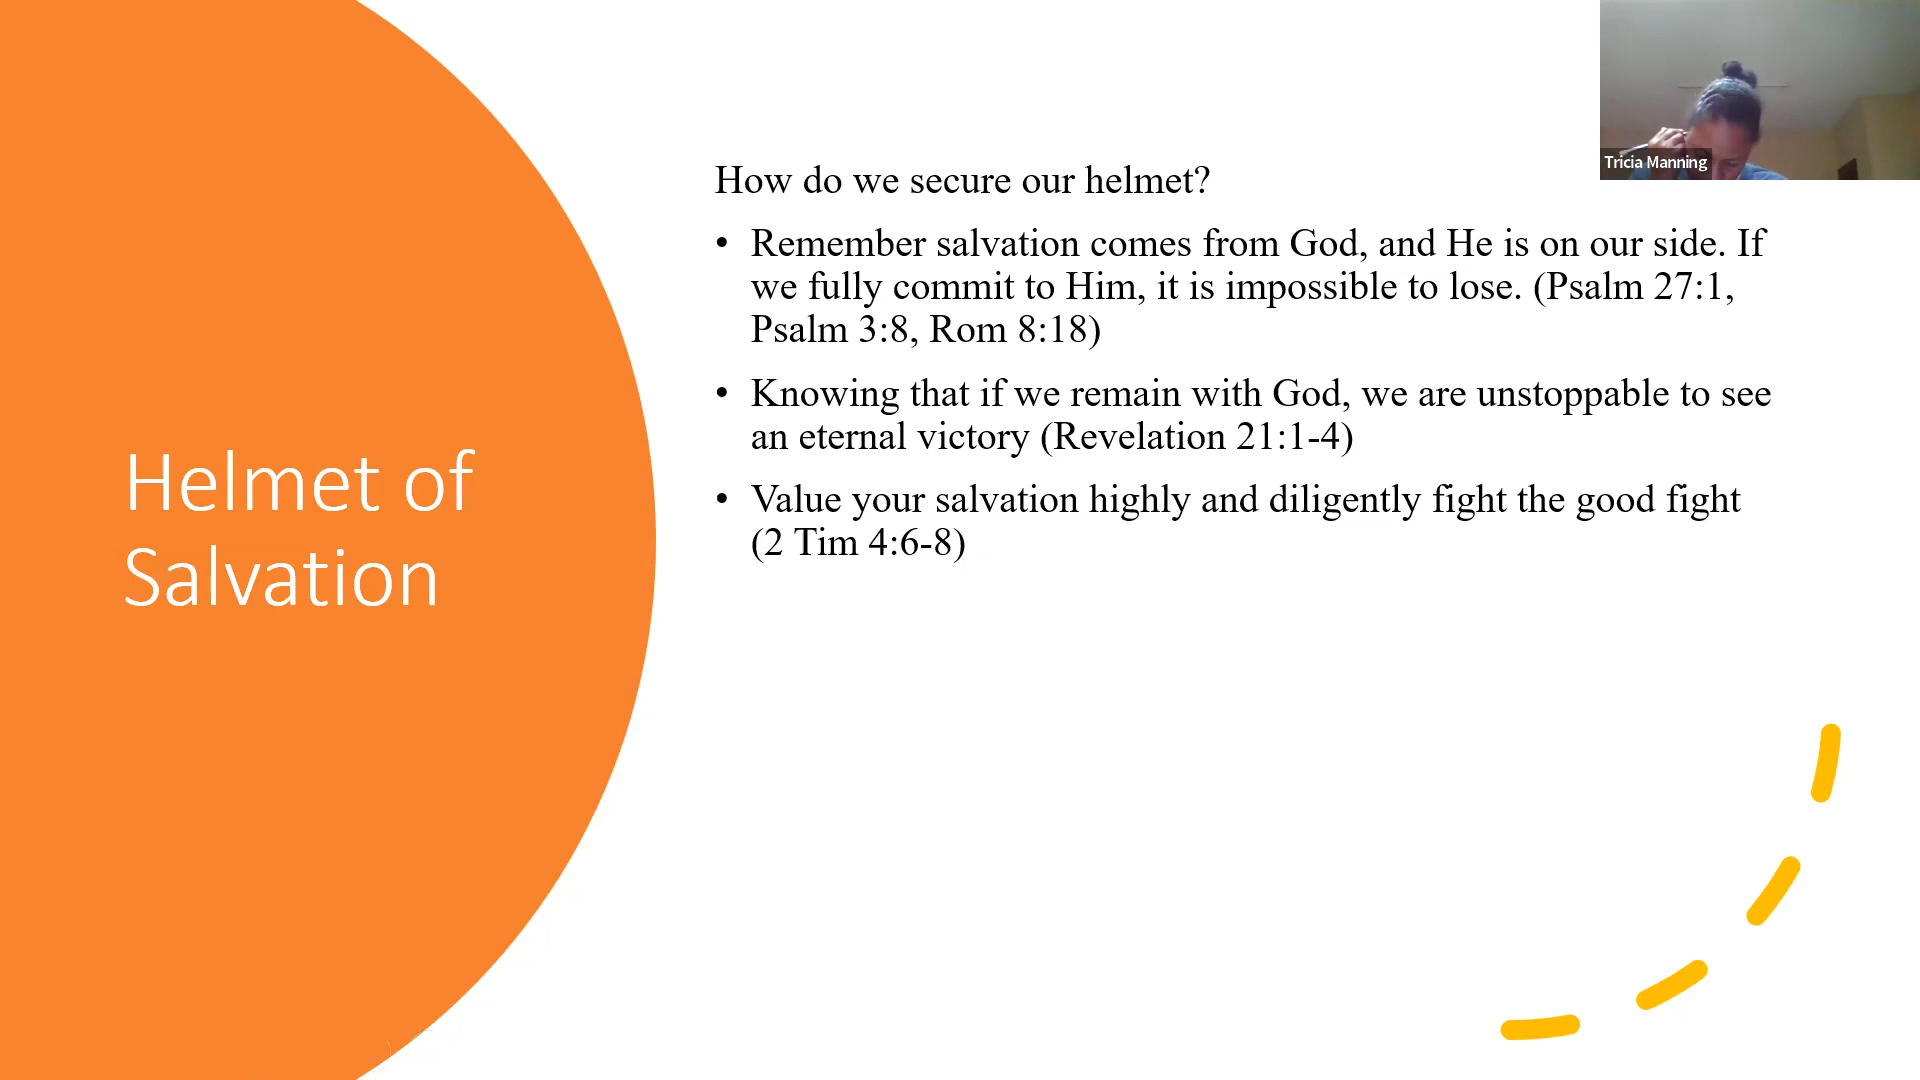 Helmet of
Salvation
How do we secure our helmet?
• Remember salvation comes from God, and He is on our side. If
we fully commit to Him, it is impossible to lose. (Psalm 27:1,
Psalm 3:8, Rom 8:18)
• Knowing that if we remain with God, we are unstoppable to see
an eternal victory (Revelation 21:1-4)
• Value your salvation highly and diligently fight the good fight
(2 Tim 4:6-8)
Tricia Manning